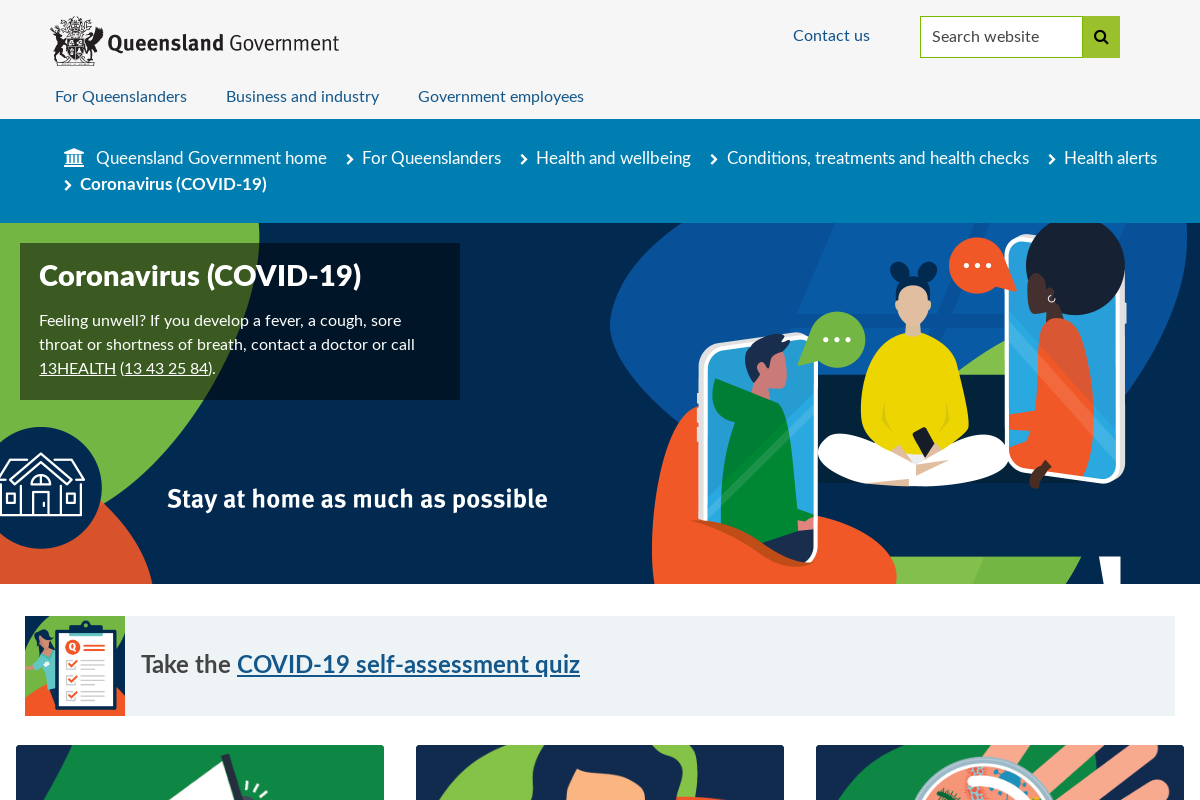 Queensland Government
Contact us
Search website
For Queenslanders
Business and industry
Government employees
Queensland Government home
For Queenslanders
Health and wellbeing
Conditions, treatments and health checks
Health alerts
Coronavirus (COVID-19)
Coronavirus (COVID-19)
Feeling unwell? If you develop a fever, a cough, sore
throat or shortness of breath, contact a doctor or call
13HEALTH (13 43 25 84).
Stay at home as much as possible
Q
Take the COVID-19 self-assessment quiz